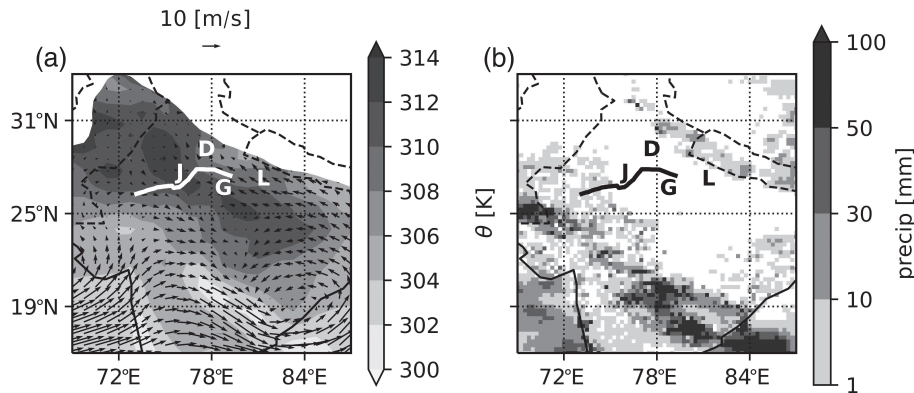 10 [m/s]
(a)
31°N
25°N
19°N
72°E
78°E
84°E
D
J
G
L
314
312
310
308
306
304
302
300
θ [K]
(b)
72°E
78°E
84°E
D
J
G
L
100
50
30
10
1
precip [mm]